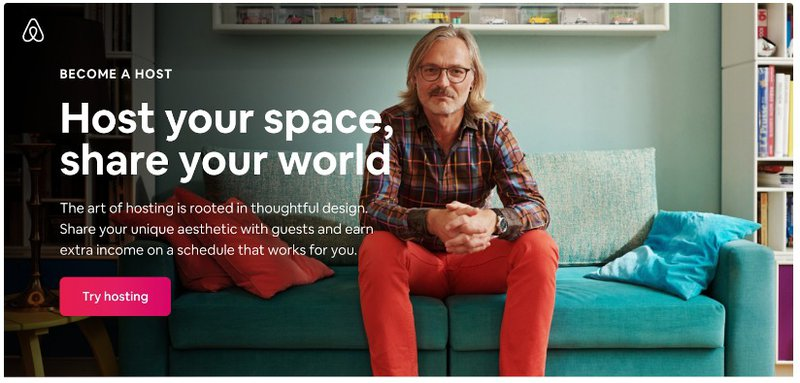 BECOME A HOST
Host your space,
share your world
The art of hosting is rooted in thoughtful design.
Share your unique aesthetic with guests and earn
extra income on a schedule that works for you.
Try hosting